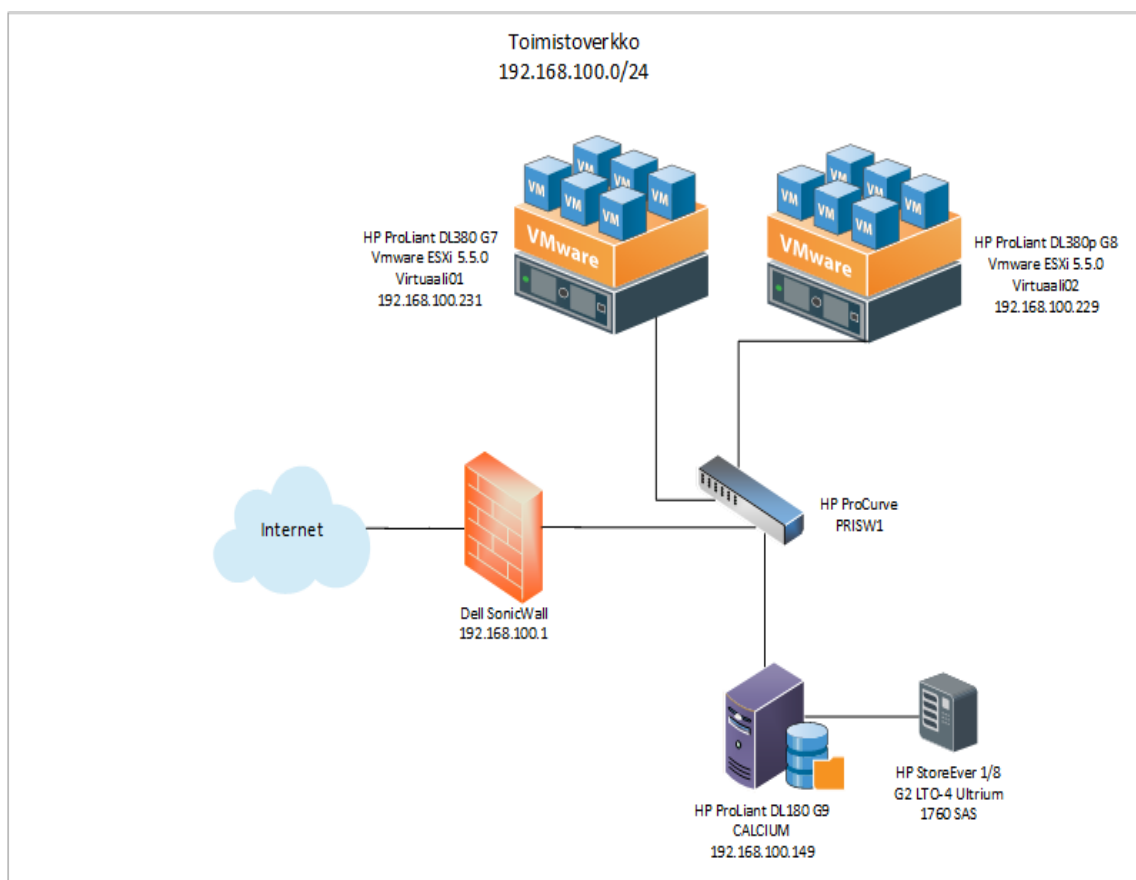 Toimistoverkko
192.168.100.0/24
VM
VM
VM
VM
VM
VM
VMware
HP ProLiant DL380 G7
Vmware ESXi 5.5.0
Virtuaali01
192.168.100.231
VM
VM
VM
VM
VM
VM
VMware
HP ProLiant DL380p G8
Vmware ESXi 5.5.0
Virtuaali02
192.168.100.229
HP ProCurve
PRISW1
Internet
Dell SonicWall
192.168.100.1
HP ProLiant DL180 G9
CALCIUM
192.168.100.149
HP StoreEver 1/8
G2 LTO-4 Ultrium
1760 SAS